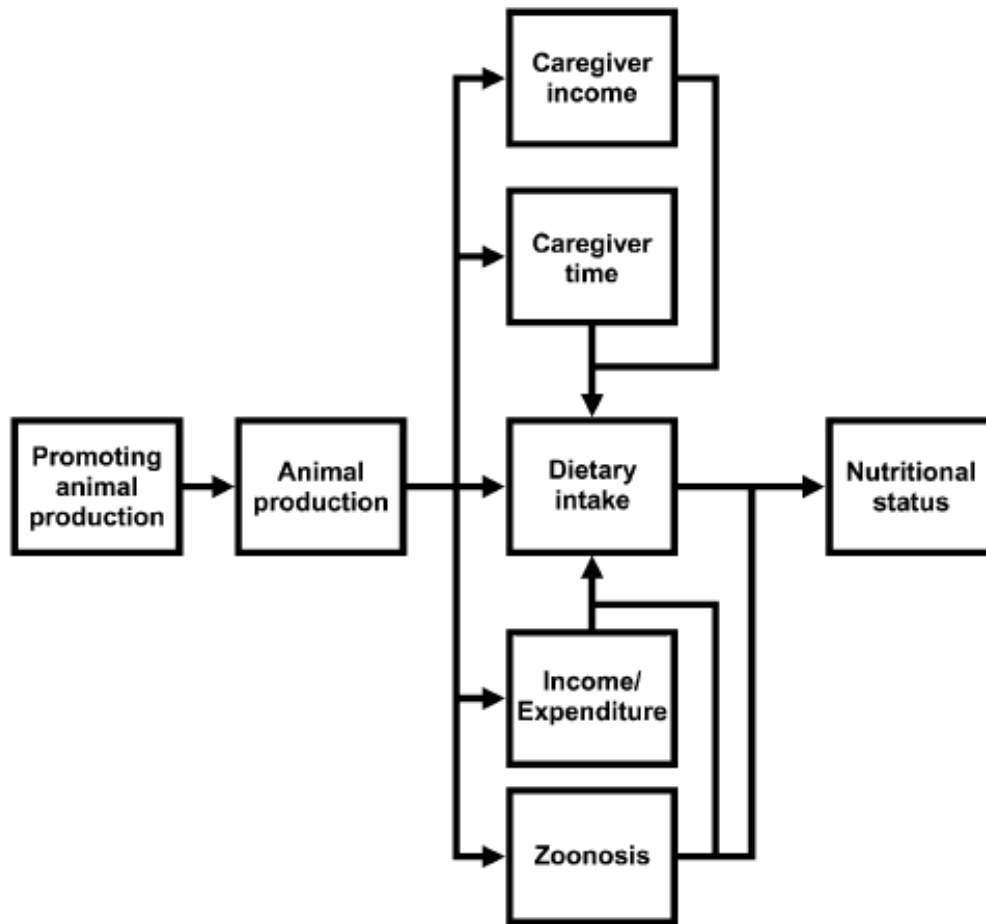 Caregiver
income
Caregiver
time
Promoting
animal
production
Animal
production
Dietary
intake
Nutritional
status
Income/
Expenditure
Zoonosis